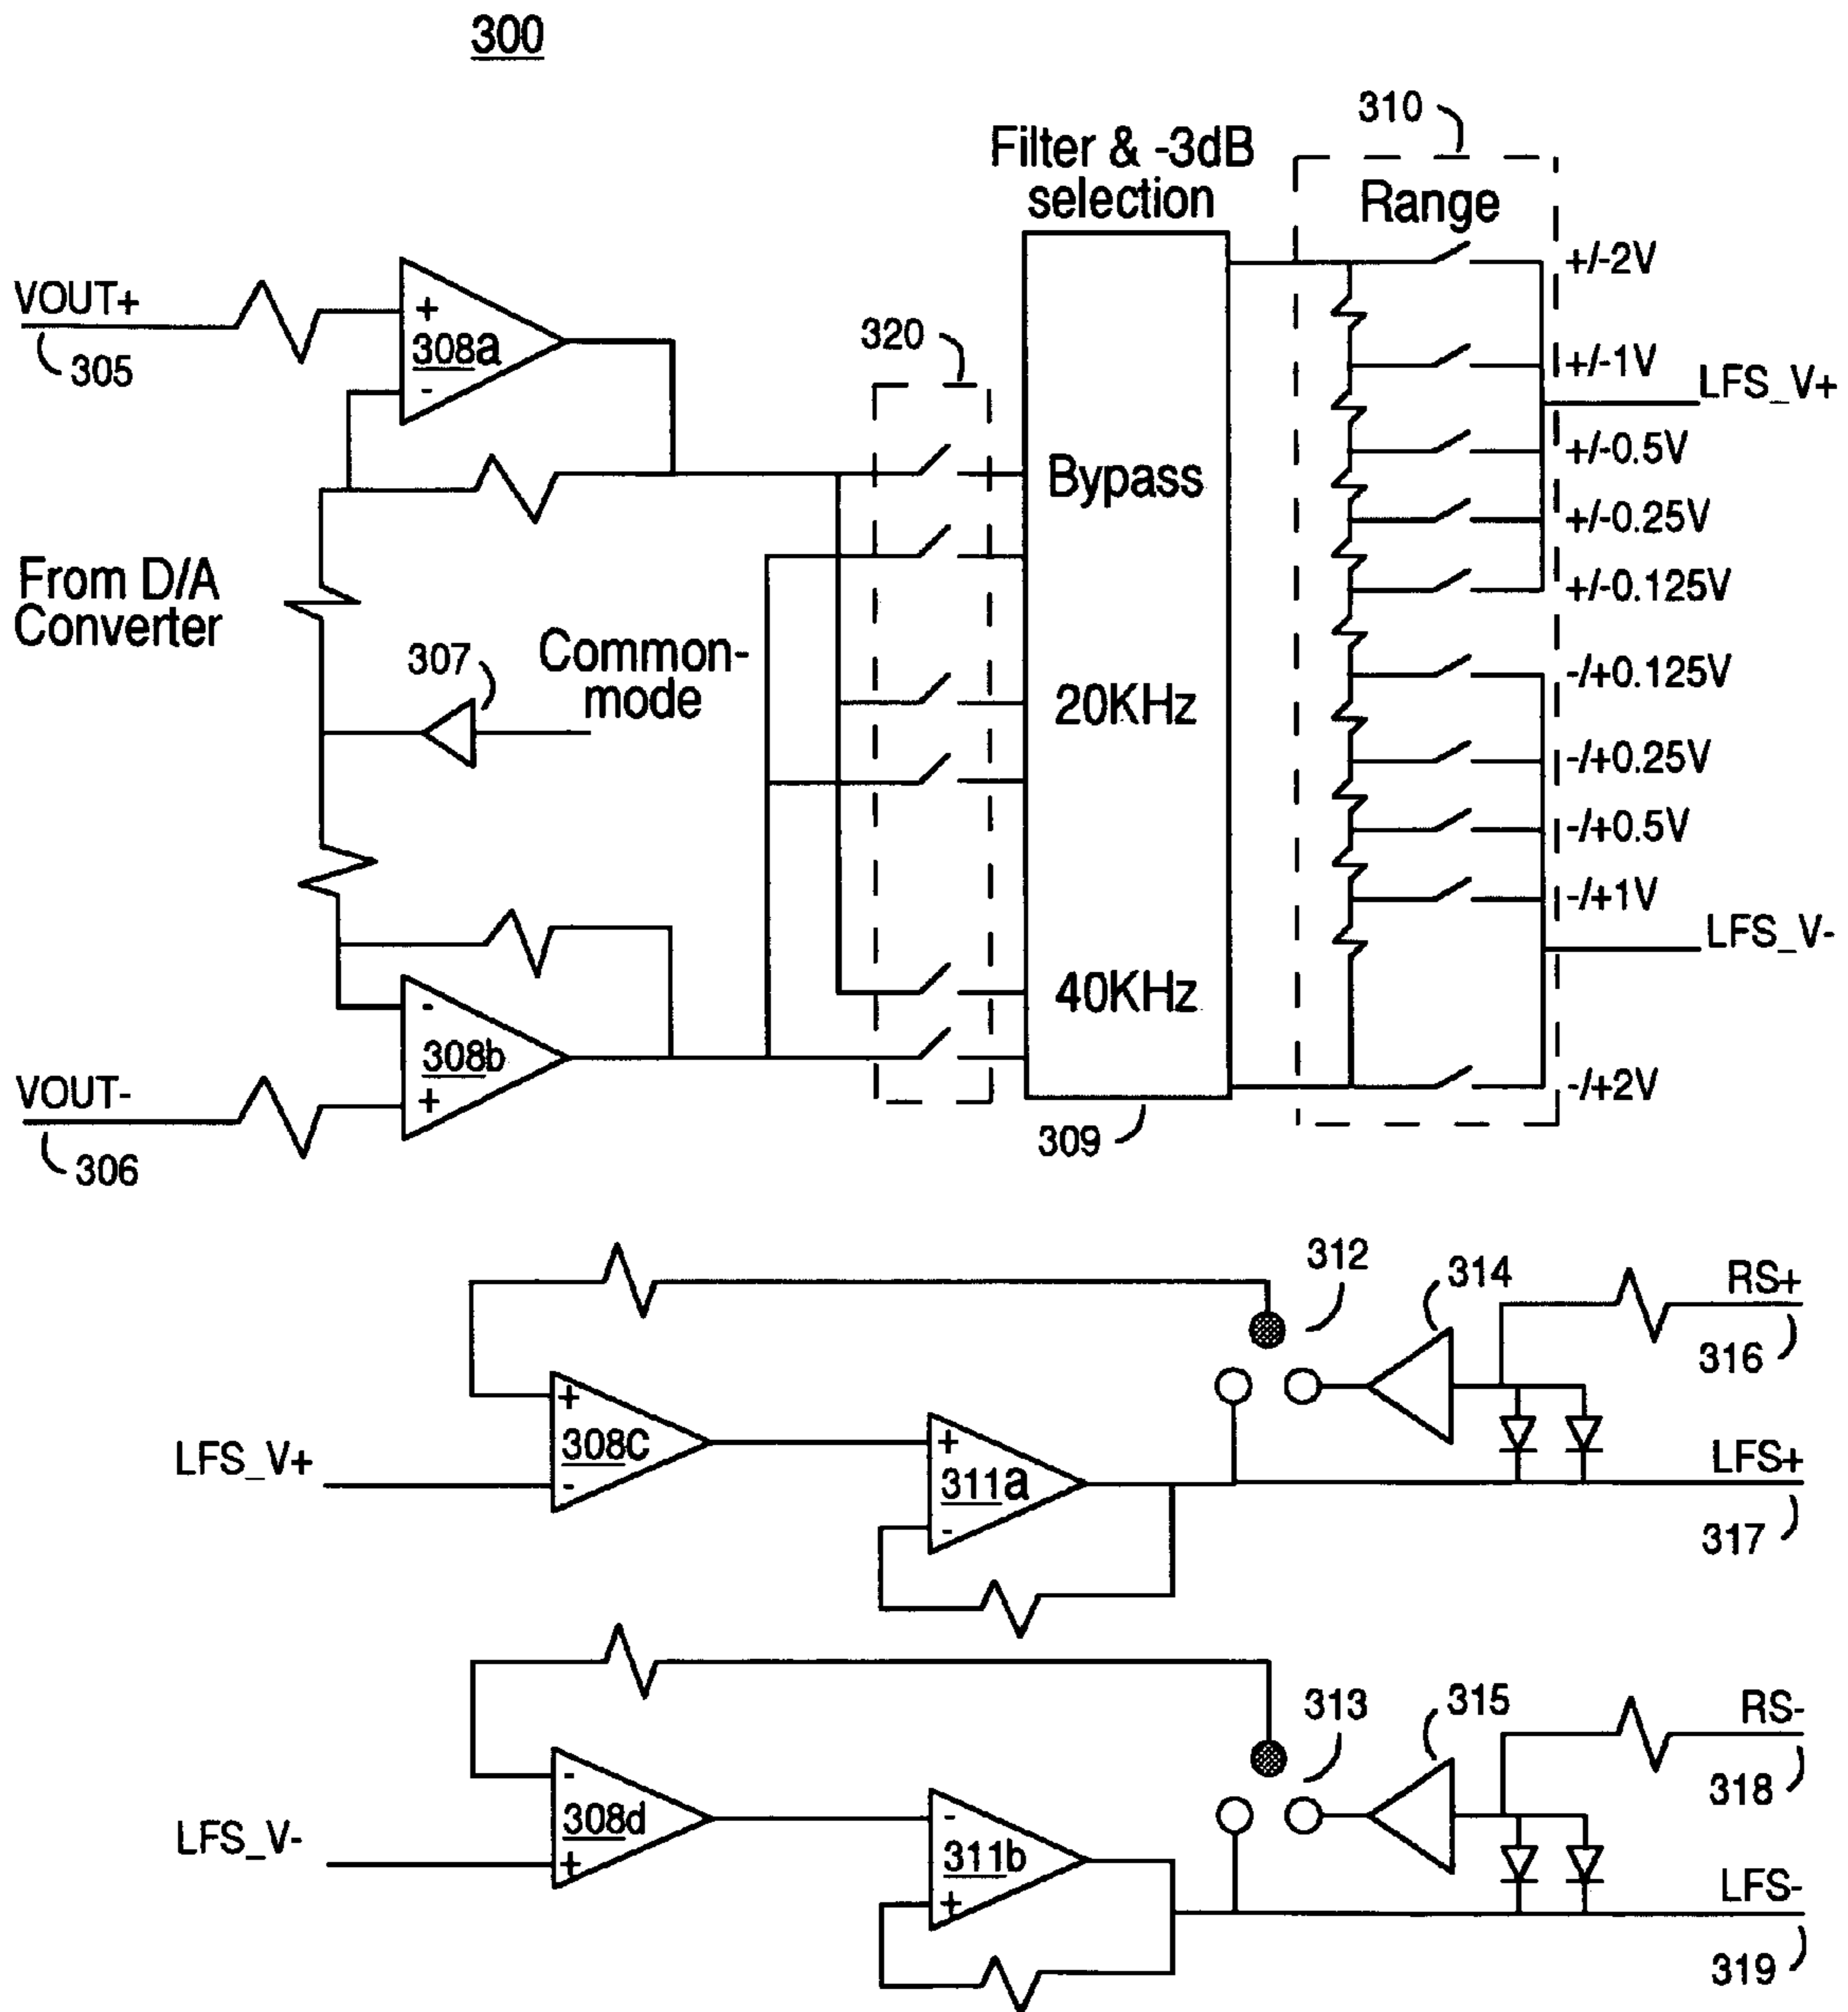 300
310
Filter & -3dB
selection
Range
+/-2V
VOUT+
305
+
308a
-
320
+/-1V
LFS_V+
+/-0.5V
Bypass
+/-0.25V
From D/A
Converter
+/-0.125V
307
Common-
mode
-/+0.125V
20KHz
-/+0.25V
-/+0.5V
-/+1V
LFS_V-
40KHz
-
308b
+
VOUT-
306
-/+2V
309
312
314
RS+
316
+
308c
-
LFS_V+
+
311a
-
LFS+
317
313
315
RS-
318
-
308d
+
LFS_V-
-
311b
+
LFS-
319